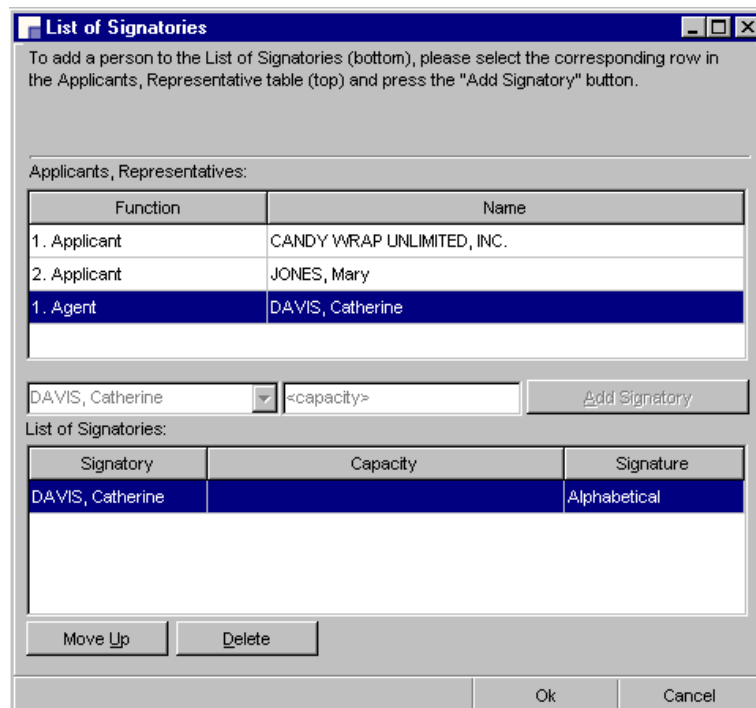 List of Signatories
To add a person to the List of Signatories (bottom), please select the corresponding row in
the Applicants, Representative table (top) and press the "Add Signatory" button.
Applicants, Representatives:
Function Name
1. Applicant CANDY WRAP UNLIMITED, INC.
2. Applicant JONES, Mary
1. Agent DAVIS, Catherine
DAVIS, Catherine <capacity> Add Signatory
List of Signatories:
Signatory Capacity Signature
DAVIS, Catherine Alphabetical
Move Up Delete
Ok Cancel